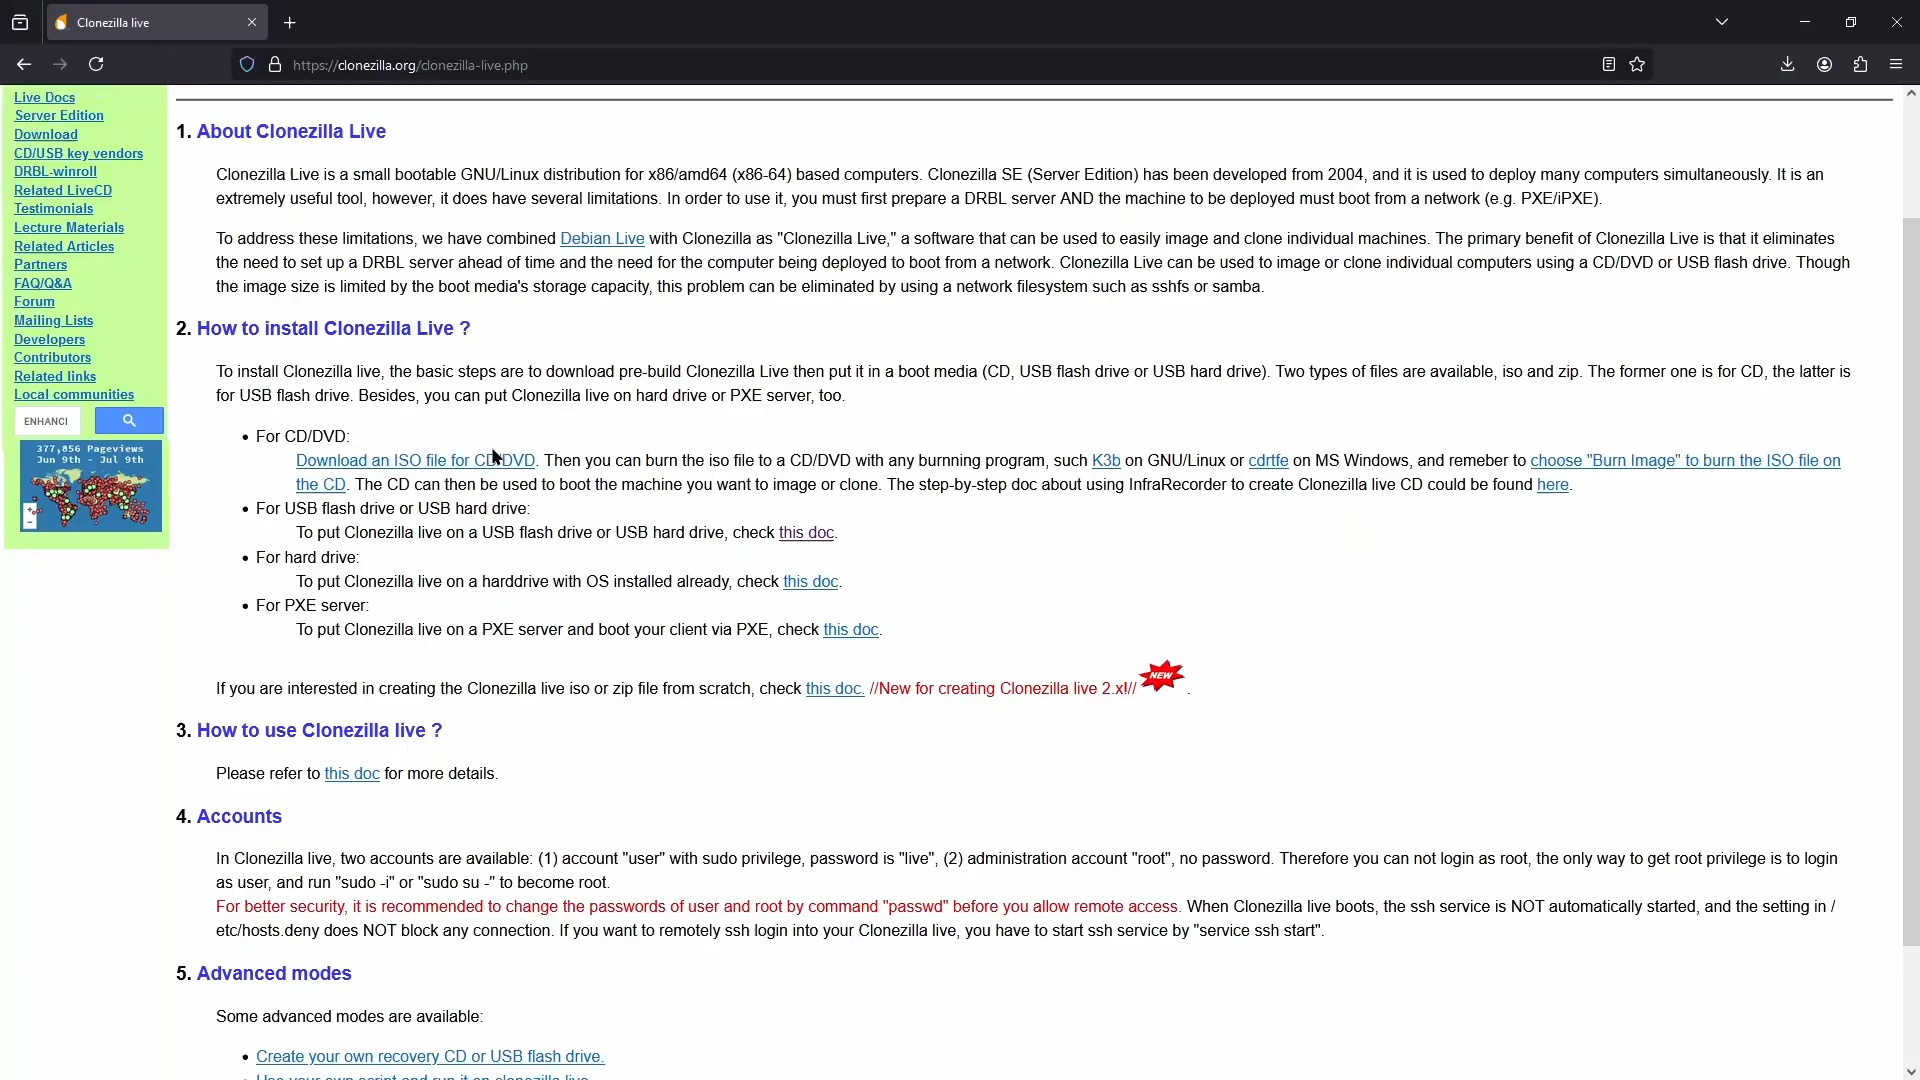 Clonezilla live
https://clonezilla.org/clonezilla-live.php
Live Docs
Server Edition
Download
CD/USB key vendors
DRBL-winroll
Related LiveCD
Testimonials
Lecture Materials
Related Articles
Partners
FAQ/Q&A
Forum
Mailing Lists
Developers
Contributors
Related links
Local communities
ENHANCI
377,856 Pageviews
Jun 9th - Jul 9th
1. About Clonezilla Live
Clonezilla Live is a small bootable GNU/Linux distribution for x86/amd64 (x86-64) based computers. Clonezilla SE (Server Edition) has been developed from 2004, and it is used to deploy many computers simultaneously. It is an
extremely useful tool, however, it does have several limitations. In order to use it, you must first prepare a DRBL server AND the machine to be deployed must boot from a network (e.g. PXE/iPXE).
To address these limitations, we have combined Debian Live with Clonezilla as "Clonezilla Live," a software that can be used to easily image and clone individual machines. The primary benefit of Clonezilla Live is that it eliminates
the need to set up a DRBL server ahead of time and the need for the computer being deployed to boot from a network. Clonezilla Live can be used to image or clone individual computers using a CD/DVD or USB flash drive. Though
the image size is limited by the boot media's storage capacity, this problem can be eliminated by using a network filesystem such as sshfs or samba.
2. How to install Clonezilla Live ?
To install Clonezilla live, the basic steps are to download pre-build Clonezilla Live then put it in a boot media (CD, USB flash drive or USB hard drive). Two types of files are available, iso and zip. The former one is for CD, the latter is
for USB flash drive. Besides, you can put Clonezilla live on hard drive or PXE server, too.
• For CD/DVD:
Download an ISO file for CD/DVD. Then you can burn the iso file to a CD/DVD with any burnning program, such K3b on GNU/Linux or cdrtfe on MS Windows, and remeber to choose "Burn Image" to burn the ISO file on
the CD. The CD can then be used to boot the machine you want to image or clone. The step-by-step doc about using InfraRecorder to create Clonezilla live CD could be found here.
• For USB flash drive or USB hard drive:
To put Clonezilla live on a USB flash drive or USB hard drive, check this doc.
• For hard drive:
To put Clonezilla live on a harddrive with OS installed already, check this doc.
• For PXE server:
To put Clonezilla live on a PXE server and boot your client via PXE, check this doc.
If you are interested in creating the Clonezilla live iso or zip file from scratch, check this doc. //New for creating Clonezilla live 2.x!// NEW .
3. How to use Clonezilla live ?
Please refer to this doc for more details.
4. Accounts
In Clonezilla live, two accounts are available: (1) account "user" with sudo privilege, password is "live", (2) administration account "root", no password. Therefore you can not login as root, the only way to get root privilege is to login
as user, and run "sudo -i" or "sudo su -" to become root.
For better security, it is recommended to change the passwords of user and root by command "passwd" before you allow remote access. When Clonezilla live boots, the ssh service is NOT automatically started, and the setting in /
etc/hosts.deny does NOT block any connection. If you want to remotely ssh login into your Clonezilla live, you have to start ssh service by "service ssh start".
5. Advanced modes
Some advanced modes are available:
• Create your own recovery CD or USB flash drive.
• Use your own script and run it on clonezilla live